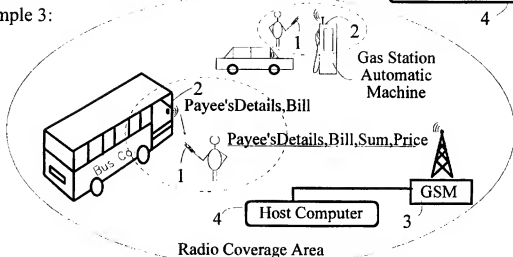 mple 3:
4
1
2
Gas Station
Automatic
Machine
2
Payee'sDetails,Bill
Bus Co
1
Payee'sDetails,Bill,Sum,Price
GSM
3
4
Host Computer
Radio Coverage Area